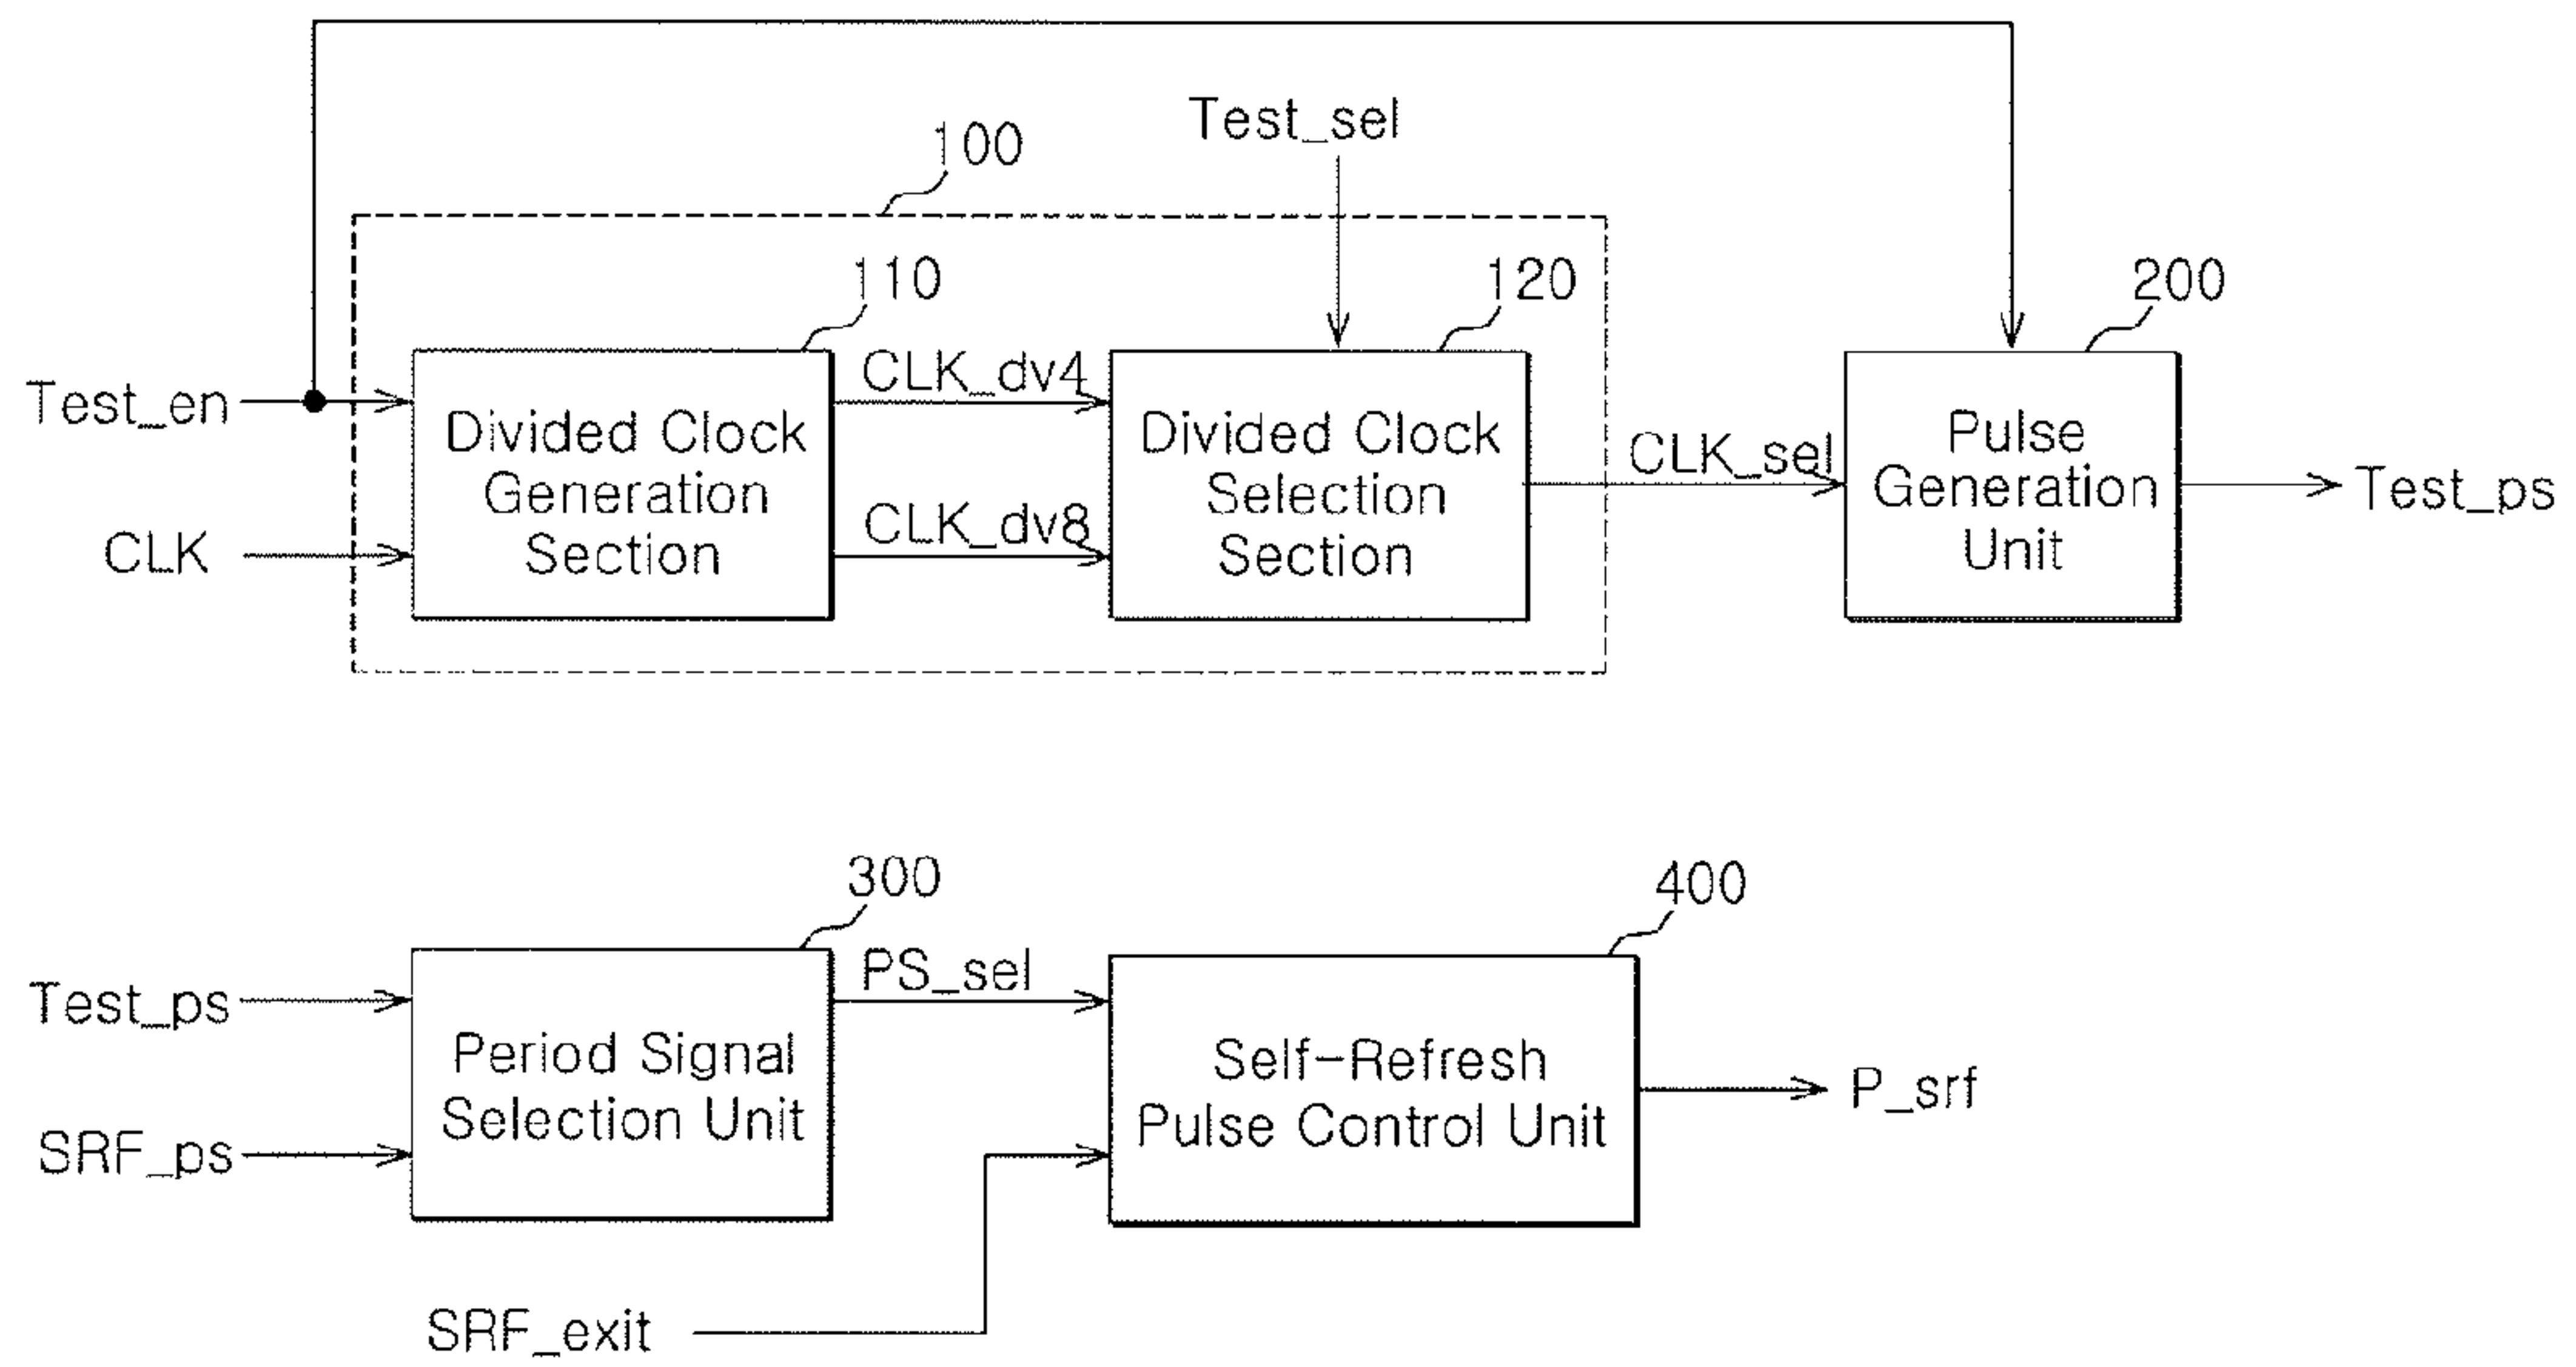 Test_sel
100
110
120
200
Test_en
CLK
Divided Clock
Generation
Section
CLK_dv4
CLK_dv8
Divided Clock
Selection
Section
CLK_sel
Pulse
Generation
Unit
Test_ps
300
400
Test_ps
SRF_ps
Period Signal
Selection Unit
PS_sel
Self-Refresh
Pulse Control Unit
P_srf
SRF_exit